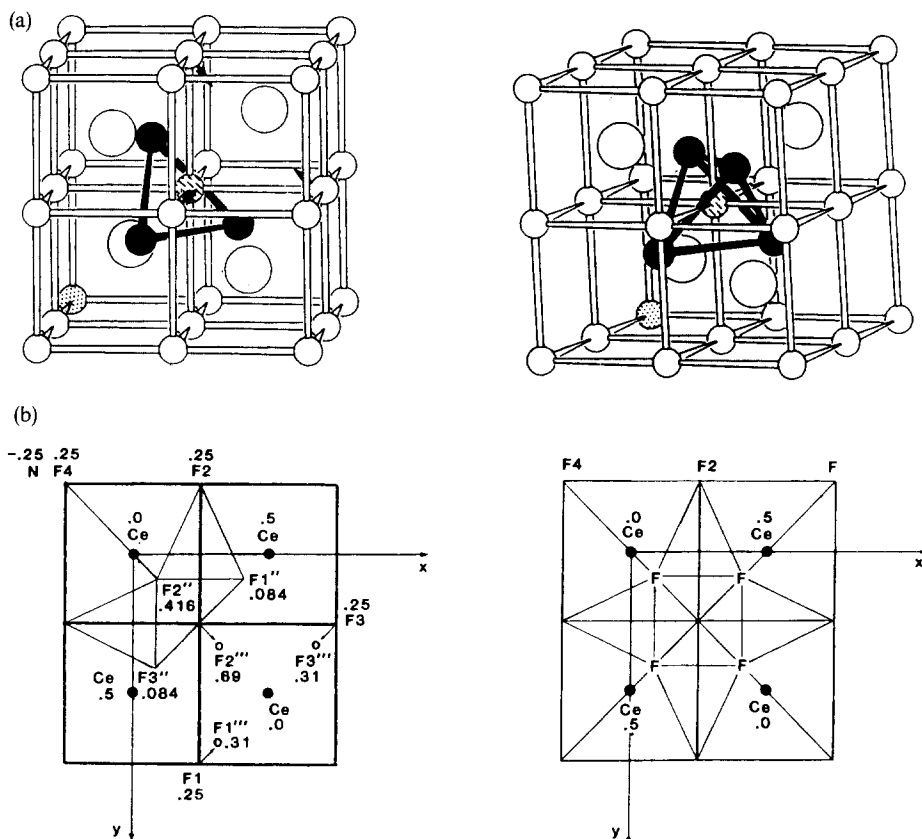 (a)
(b)
-.25 .25 .25
N F4 F2
.0 .5
Ce Ce
x
F2'' F1''
.416 .084
.25
F3
Ce F3'' F2''' F3'''
.5 .084 .69 .31
Ce
.0
F1'''
.31
F1
.25
y
F4 F2 F
.0 .5
Ce Ce
x
F F
F F
Ce Ce
.5 .0
y